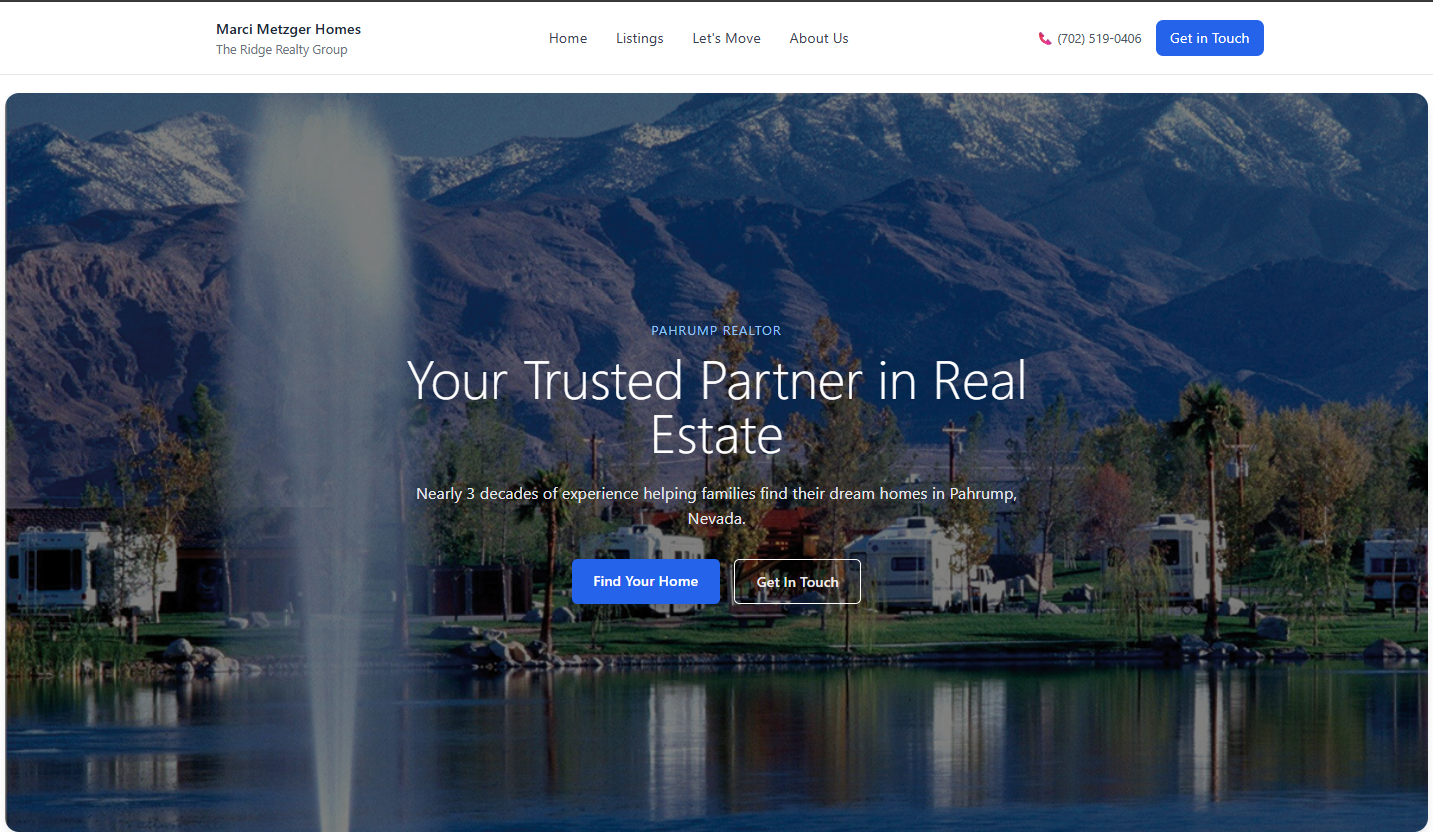 Marci Metzger Homes
The Ridge Realty Group
Home
Listings
Let's Move
About Us
(702) 519-0406
Get in Touch
PAHRUMP REALTOR
Your Trusted Partner in Real
Estate
Nearly 3 decades of experience helping families find their dream homes in Pahrump,
Nevada.
Find Your Home
Get In Touch